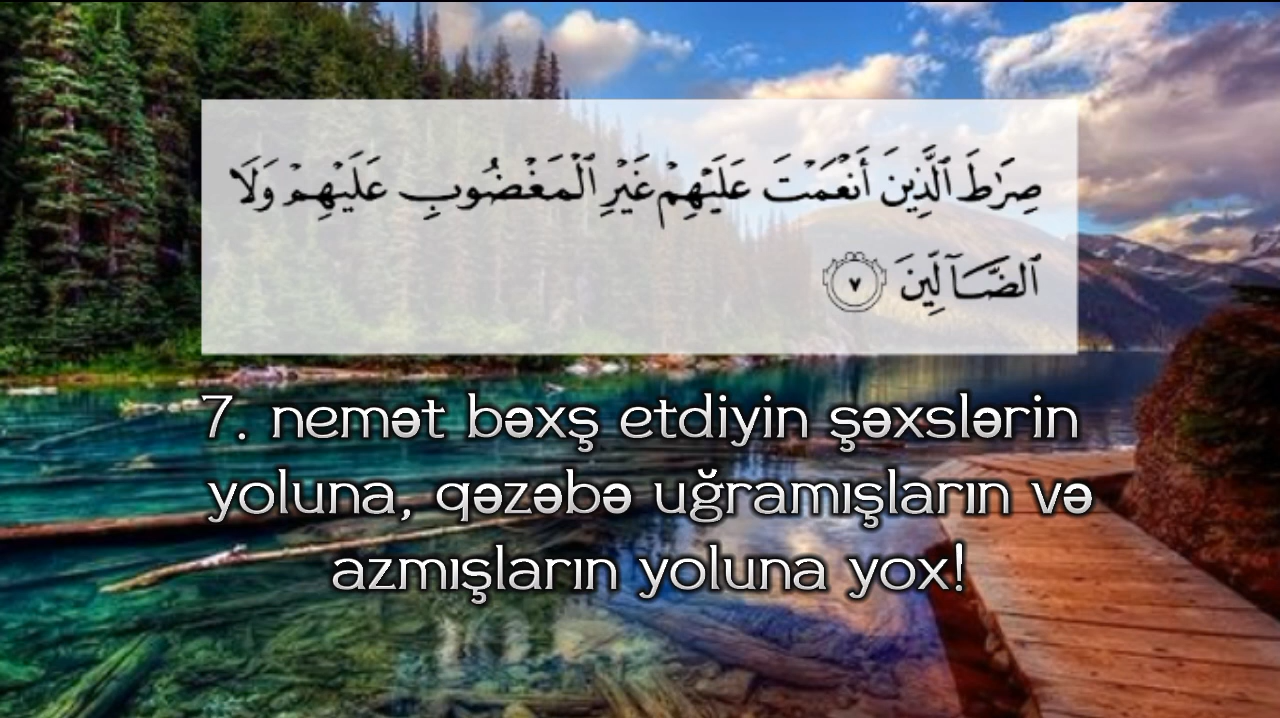 صِرَٰطَ ٱلَّذِينَ أَنْعَمْتَ عَلَيْهِمْ غَيْرِ ٱلْمَغْضُوبِ عَلَيْهِمْ وَلَا
ٱلضَّآلِّينَ ٧
7. nemət bəxş etdiyin şəxslərin
yoluna, qəzəbə uğramışların və
azmışların yoluna yox!